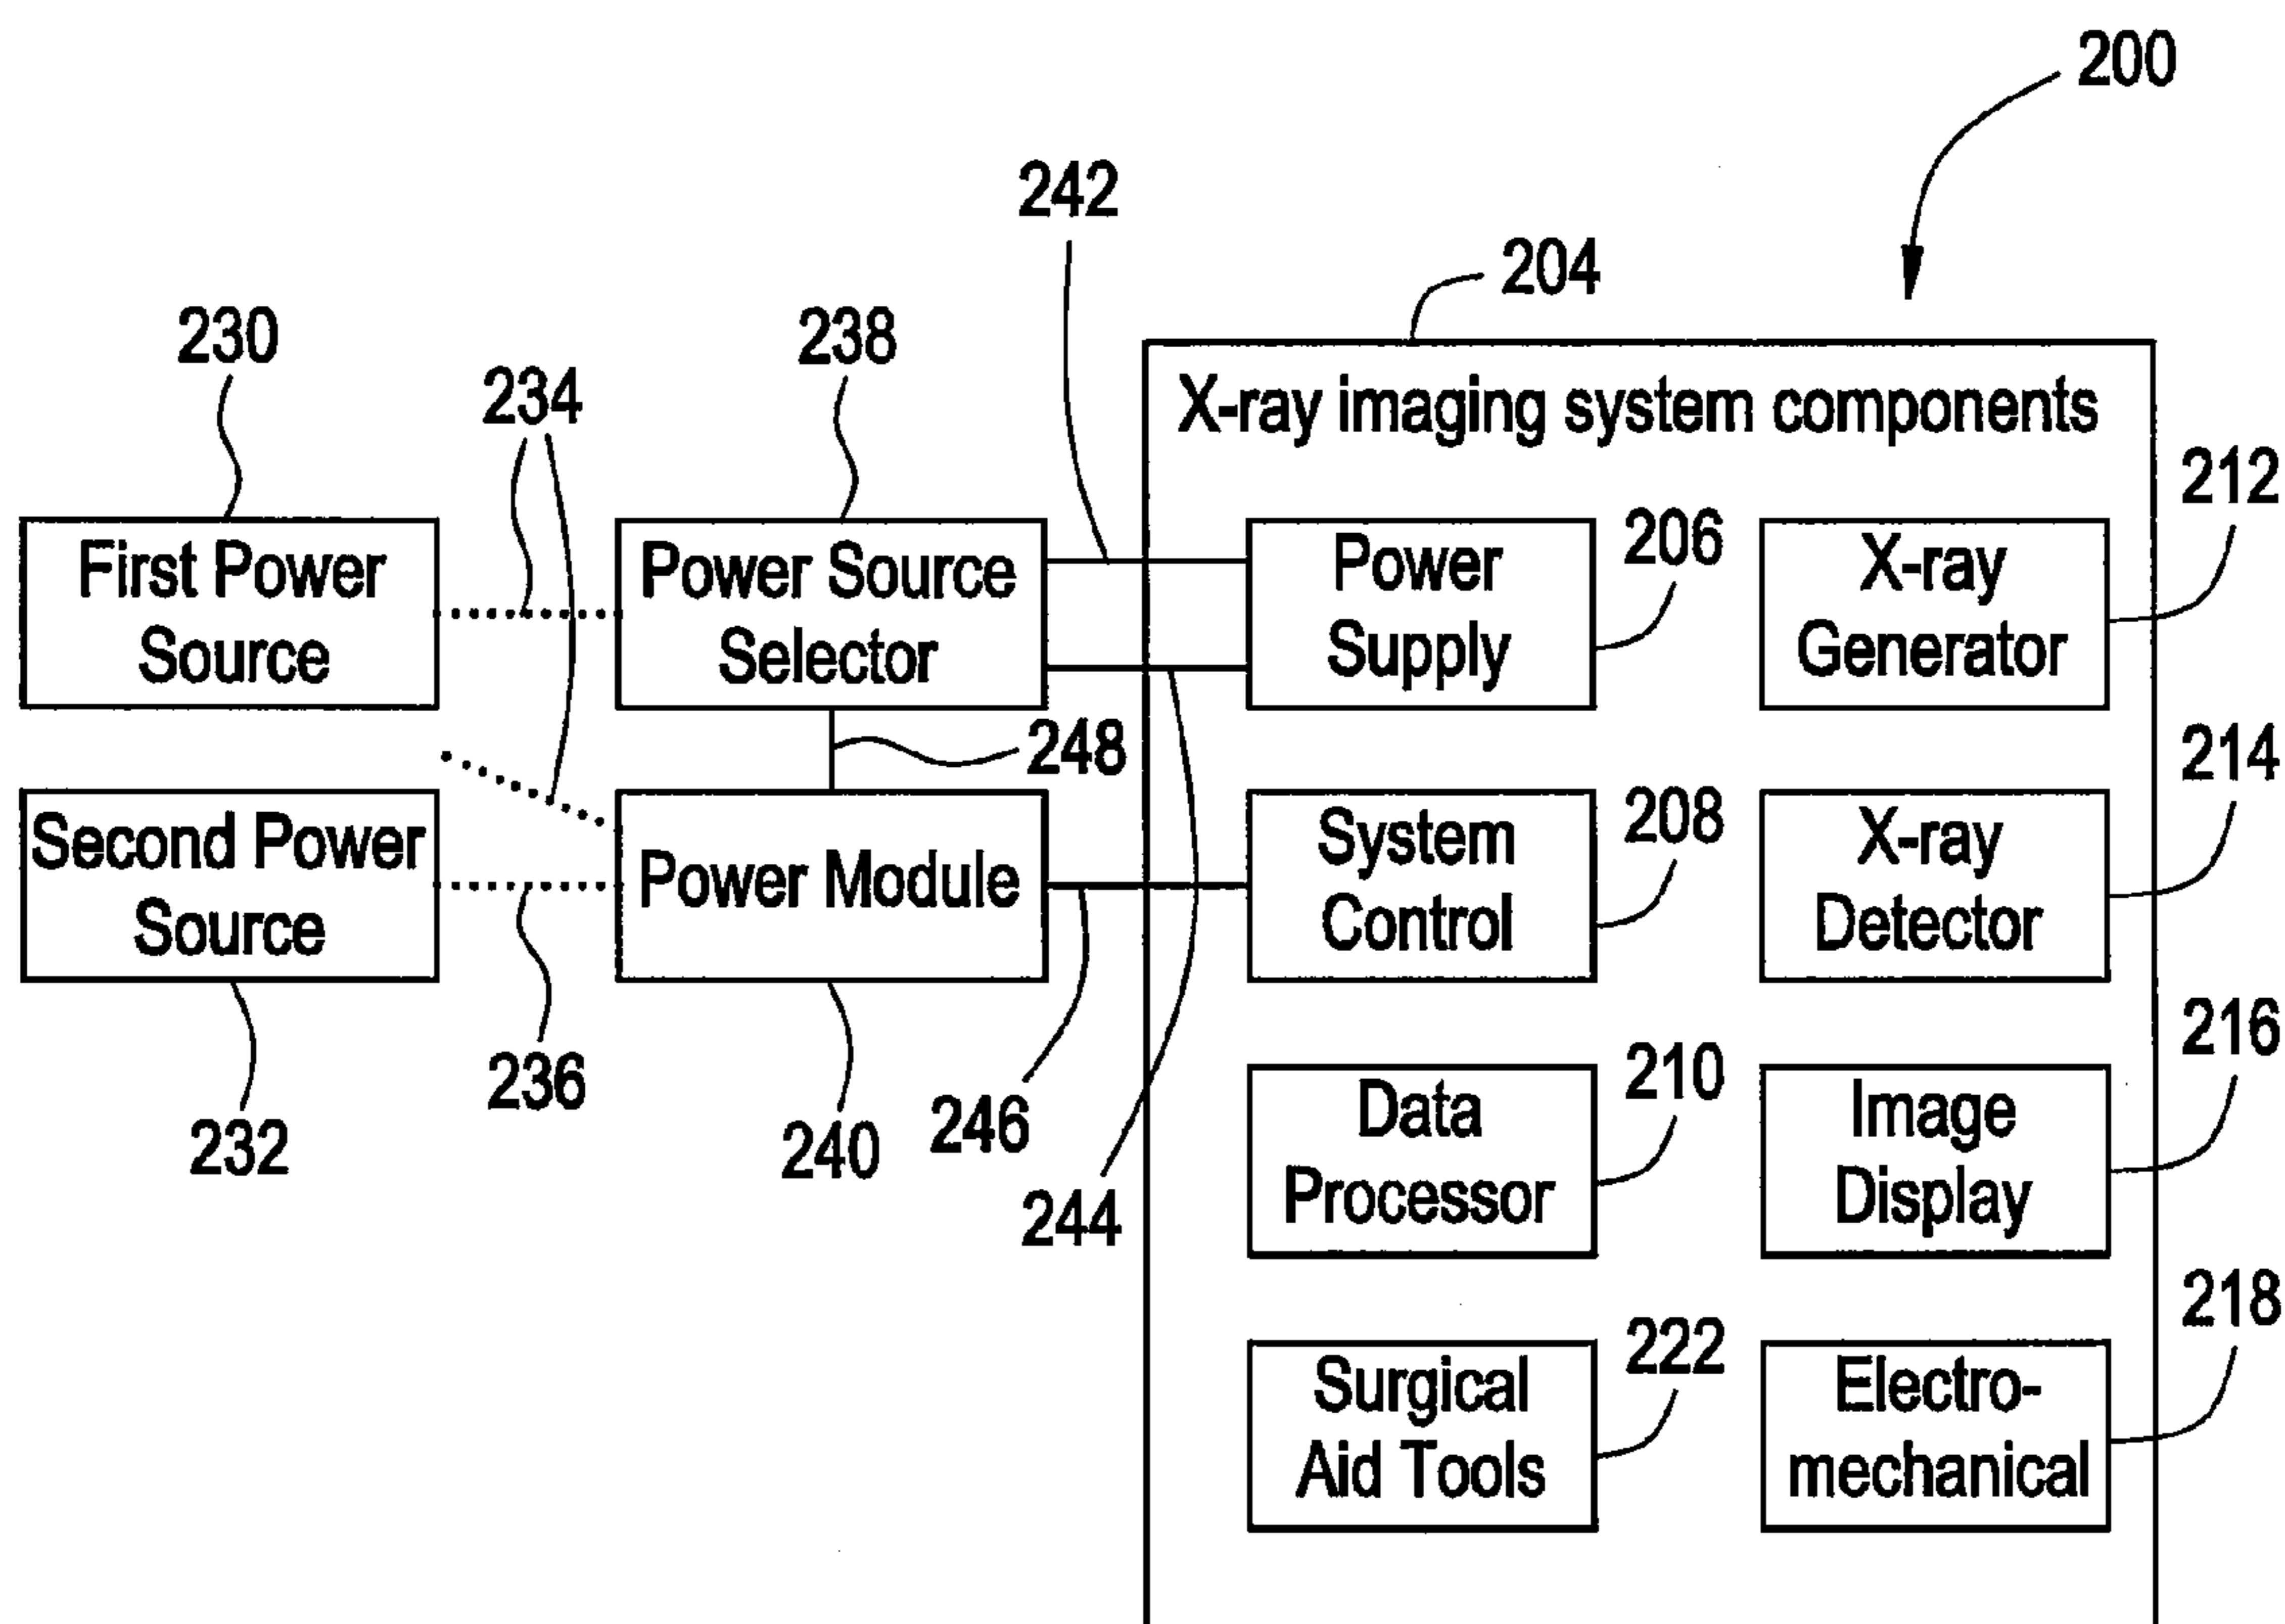 200
242
204
230
238
234
X-ray imaging system components
212
First Power
Source
Power Source
Selector
Power
Supply
206
X-ray
Generator
248
214
Second Power
Source
Power Module
System
Control
208
X-ray
Detector
216
236
232
240
246
244
Data
Processor
210
Image
Display
218
Surgical
Aid Tools
222
Electro-
mechanical